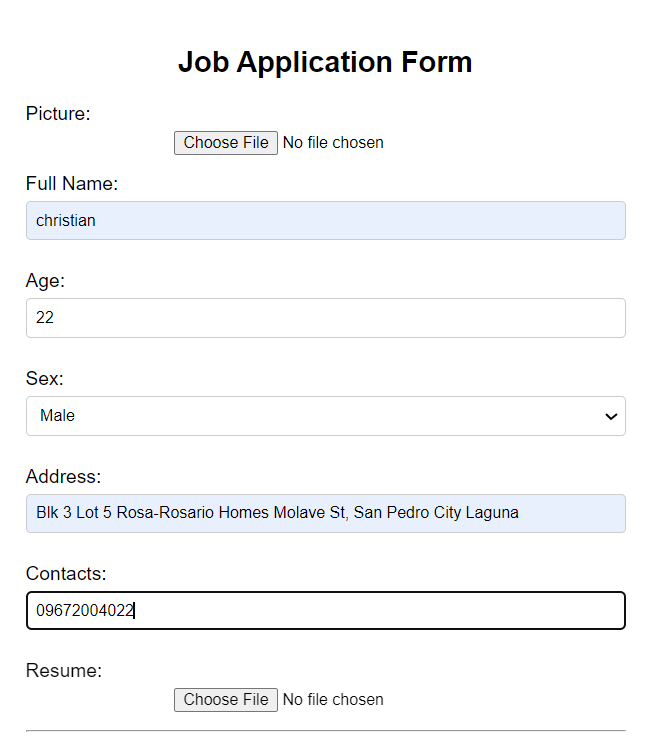 Job Application Form
Picture:
Choose File No file chosen
Full Name:
christian
Age:
22
Sex:
Male
Address:
Blk 3 Lot 5 Rosa-Rosario Homes Molave St, San Pedro City Laguna
Contacts:
09672004022
Resume:
Choose File No file chosen